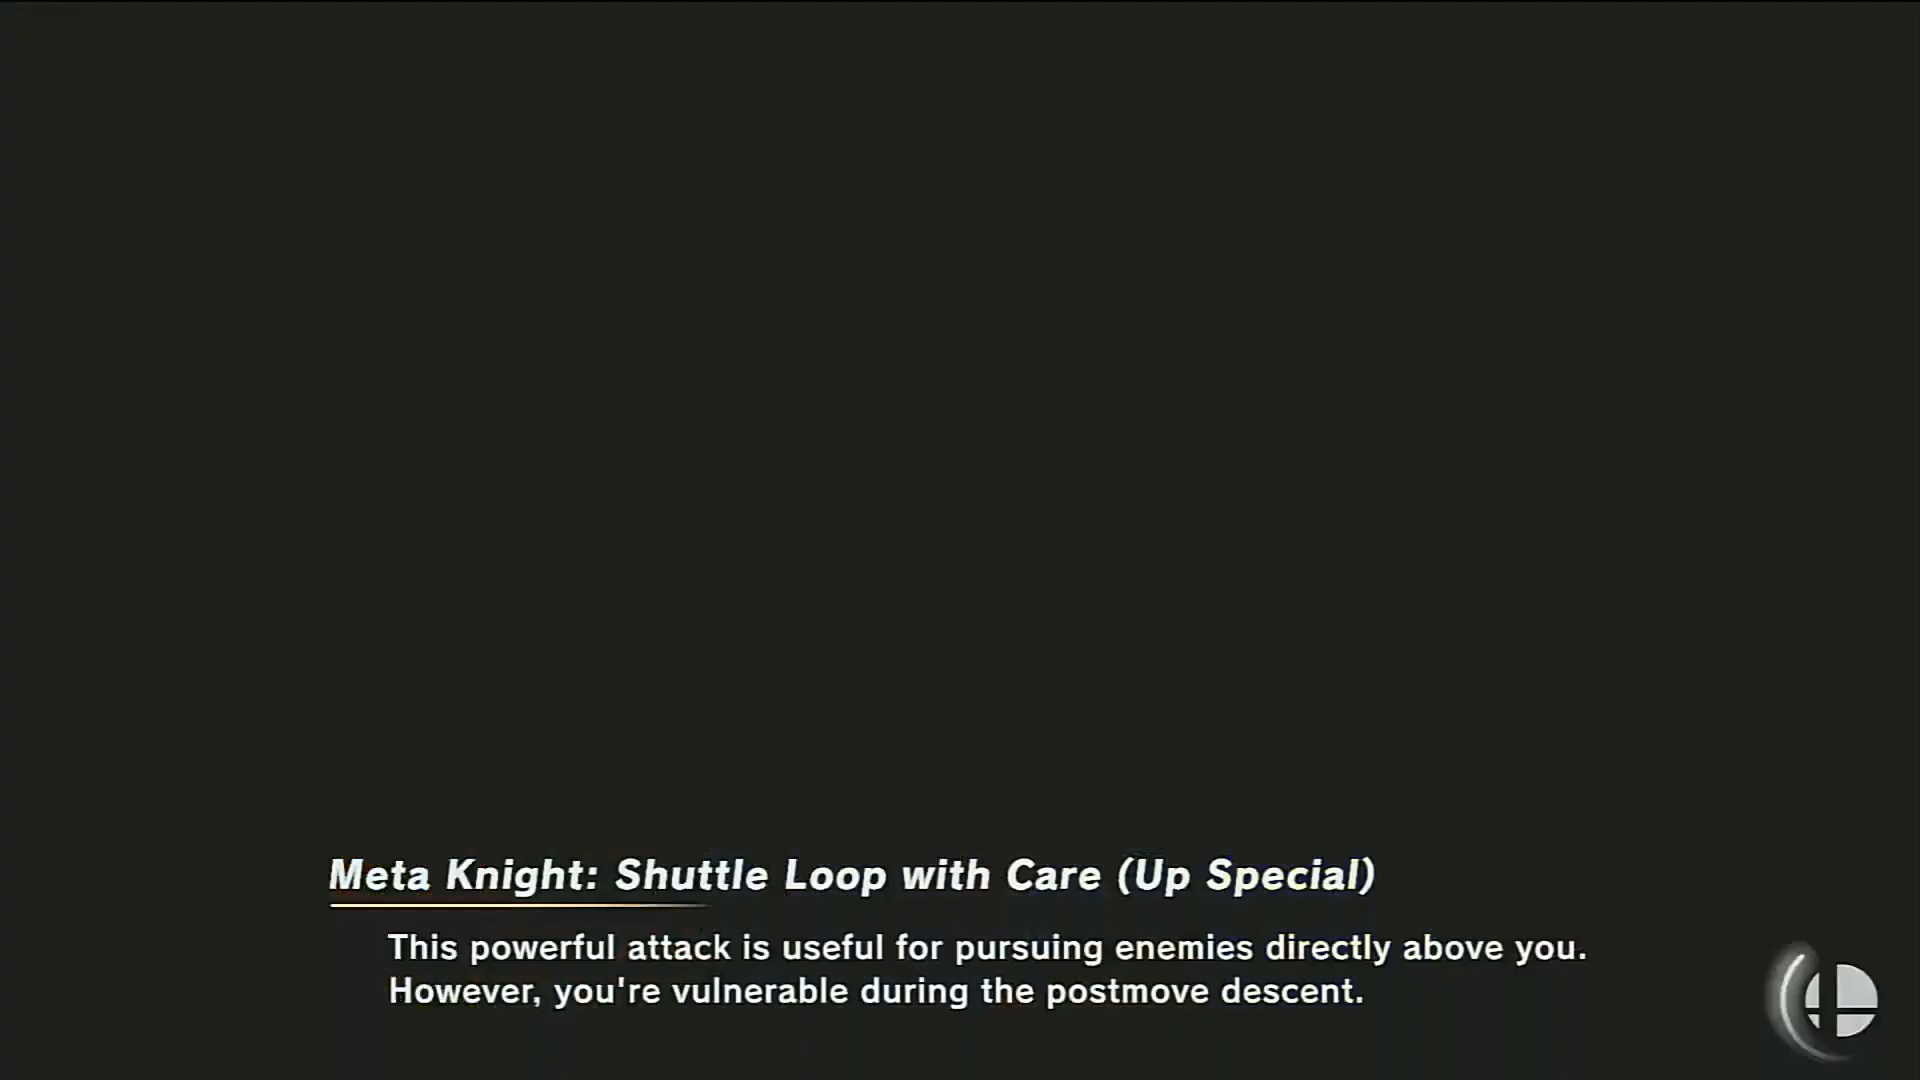 Meta Knight: Shuttle Loop with Care (Up Special)
This powerful attack is useful for pursuing enemies directly above you.
However, you're vulnerable during the postmove descent.